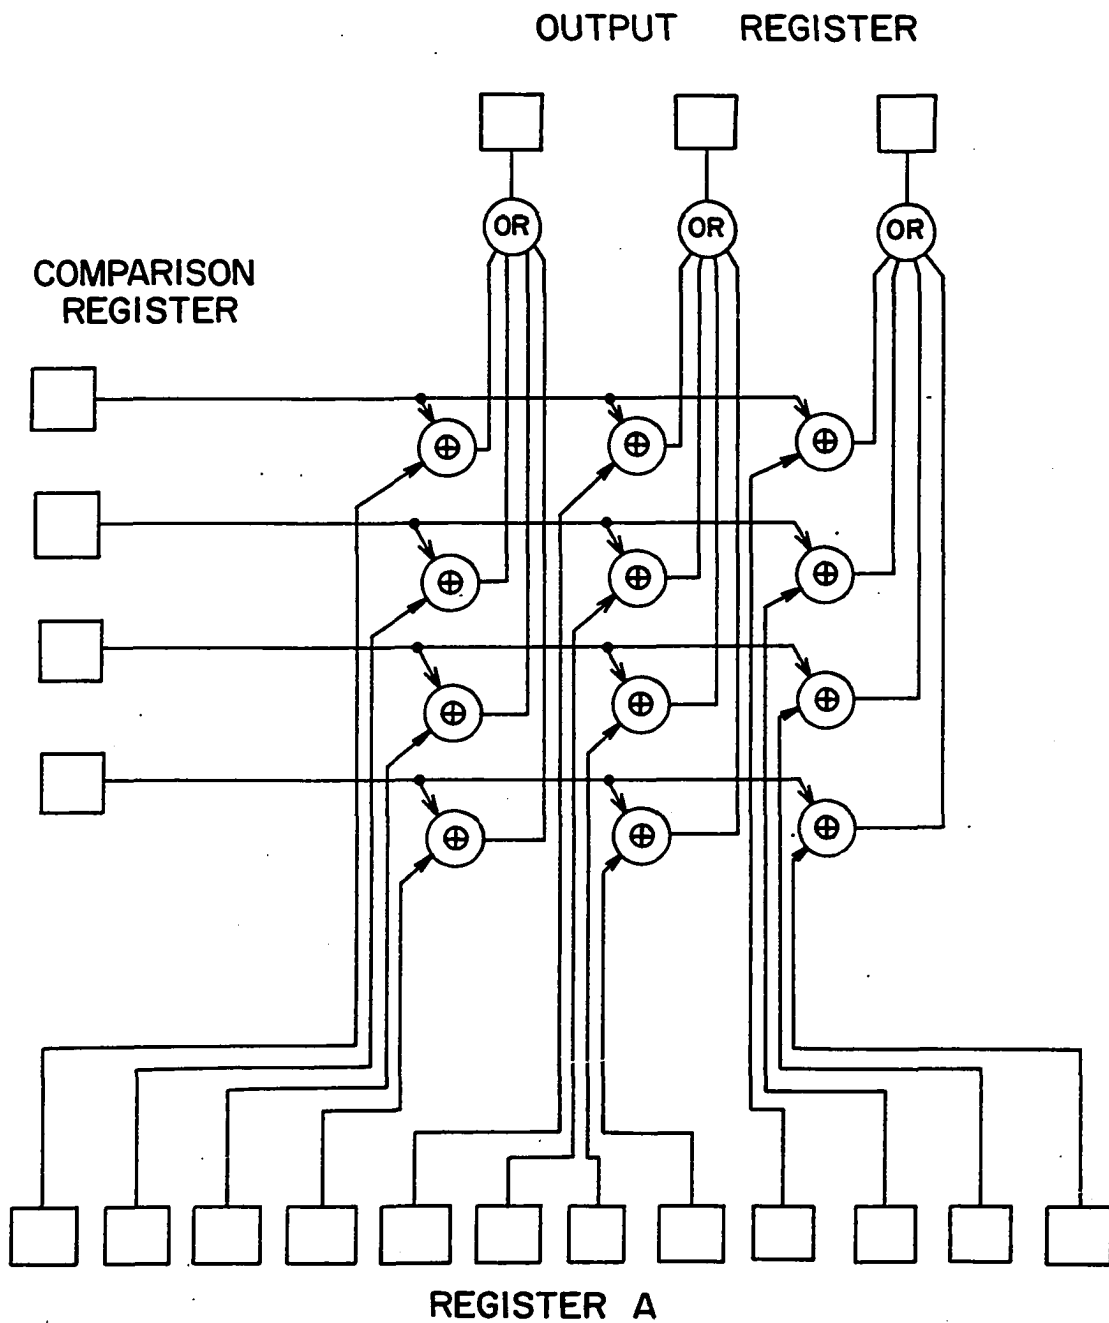 OUTPUT REGISTER
OR OR OR
COMPARISON
REGISTER
⊕ ⊕ ⊕
⊕ ⊕ ⊕
⊕ ⊕ ⊕
⊕ ⊕ ⊕
REGISTER A